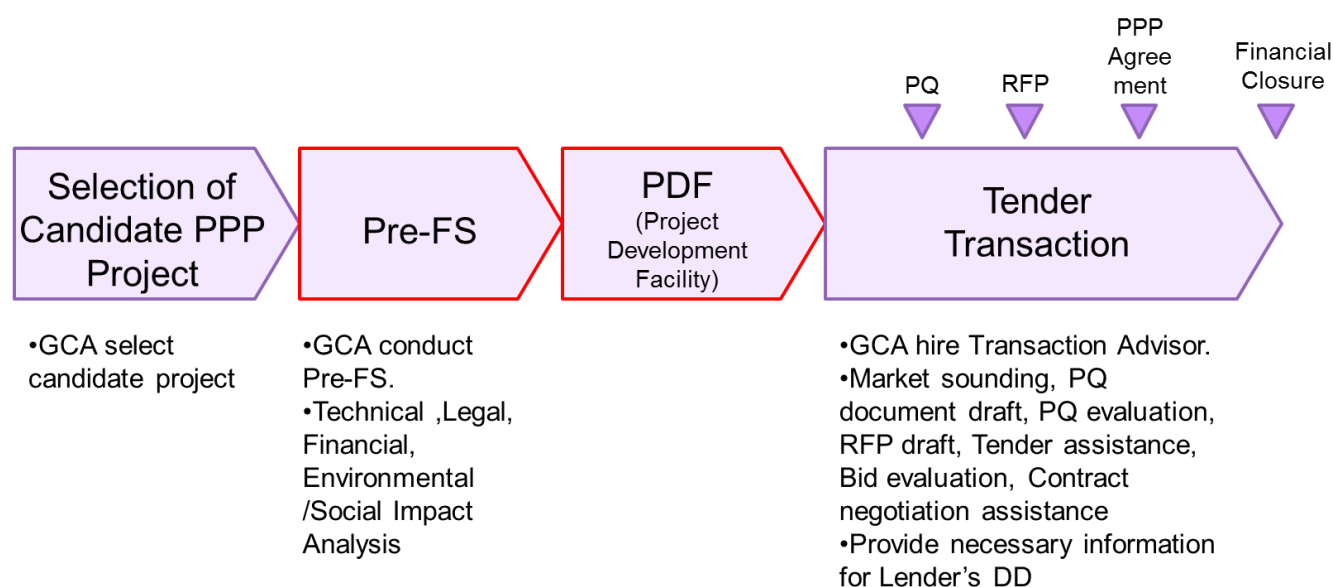 PQ
RFP
PPP
Agree
ment
Financial
Closure
Selection of
Candidate PPP
Project
Pre-FS
PDF
(Project
Development
Facility)
Tender
Transaction
•GCA select
candidate project
•GCA conduct
Pre-FS.
•Technical ,Legal,
Financial,
Environmental
/Social Impact
Analysis
•GCA hire Transaction Advisor.
•Market sounding, PQ
document draft, PQ evaluation,
RFP draft, Tender assistance,
Bid evaluation, Contract
negotiation assistance
•Provide necessary information
for Lender’s DD